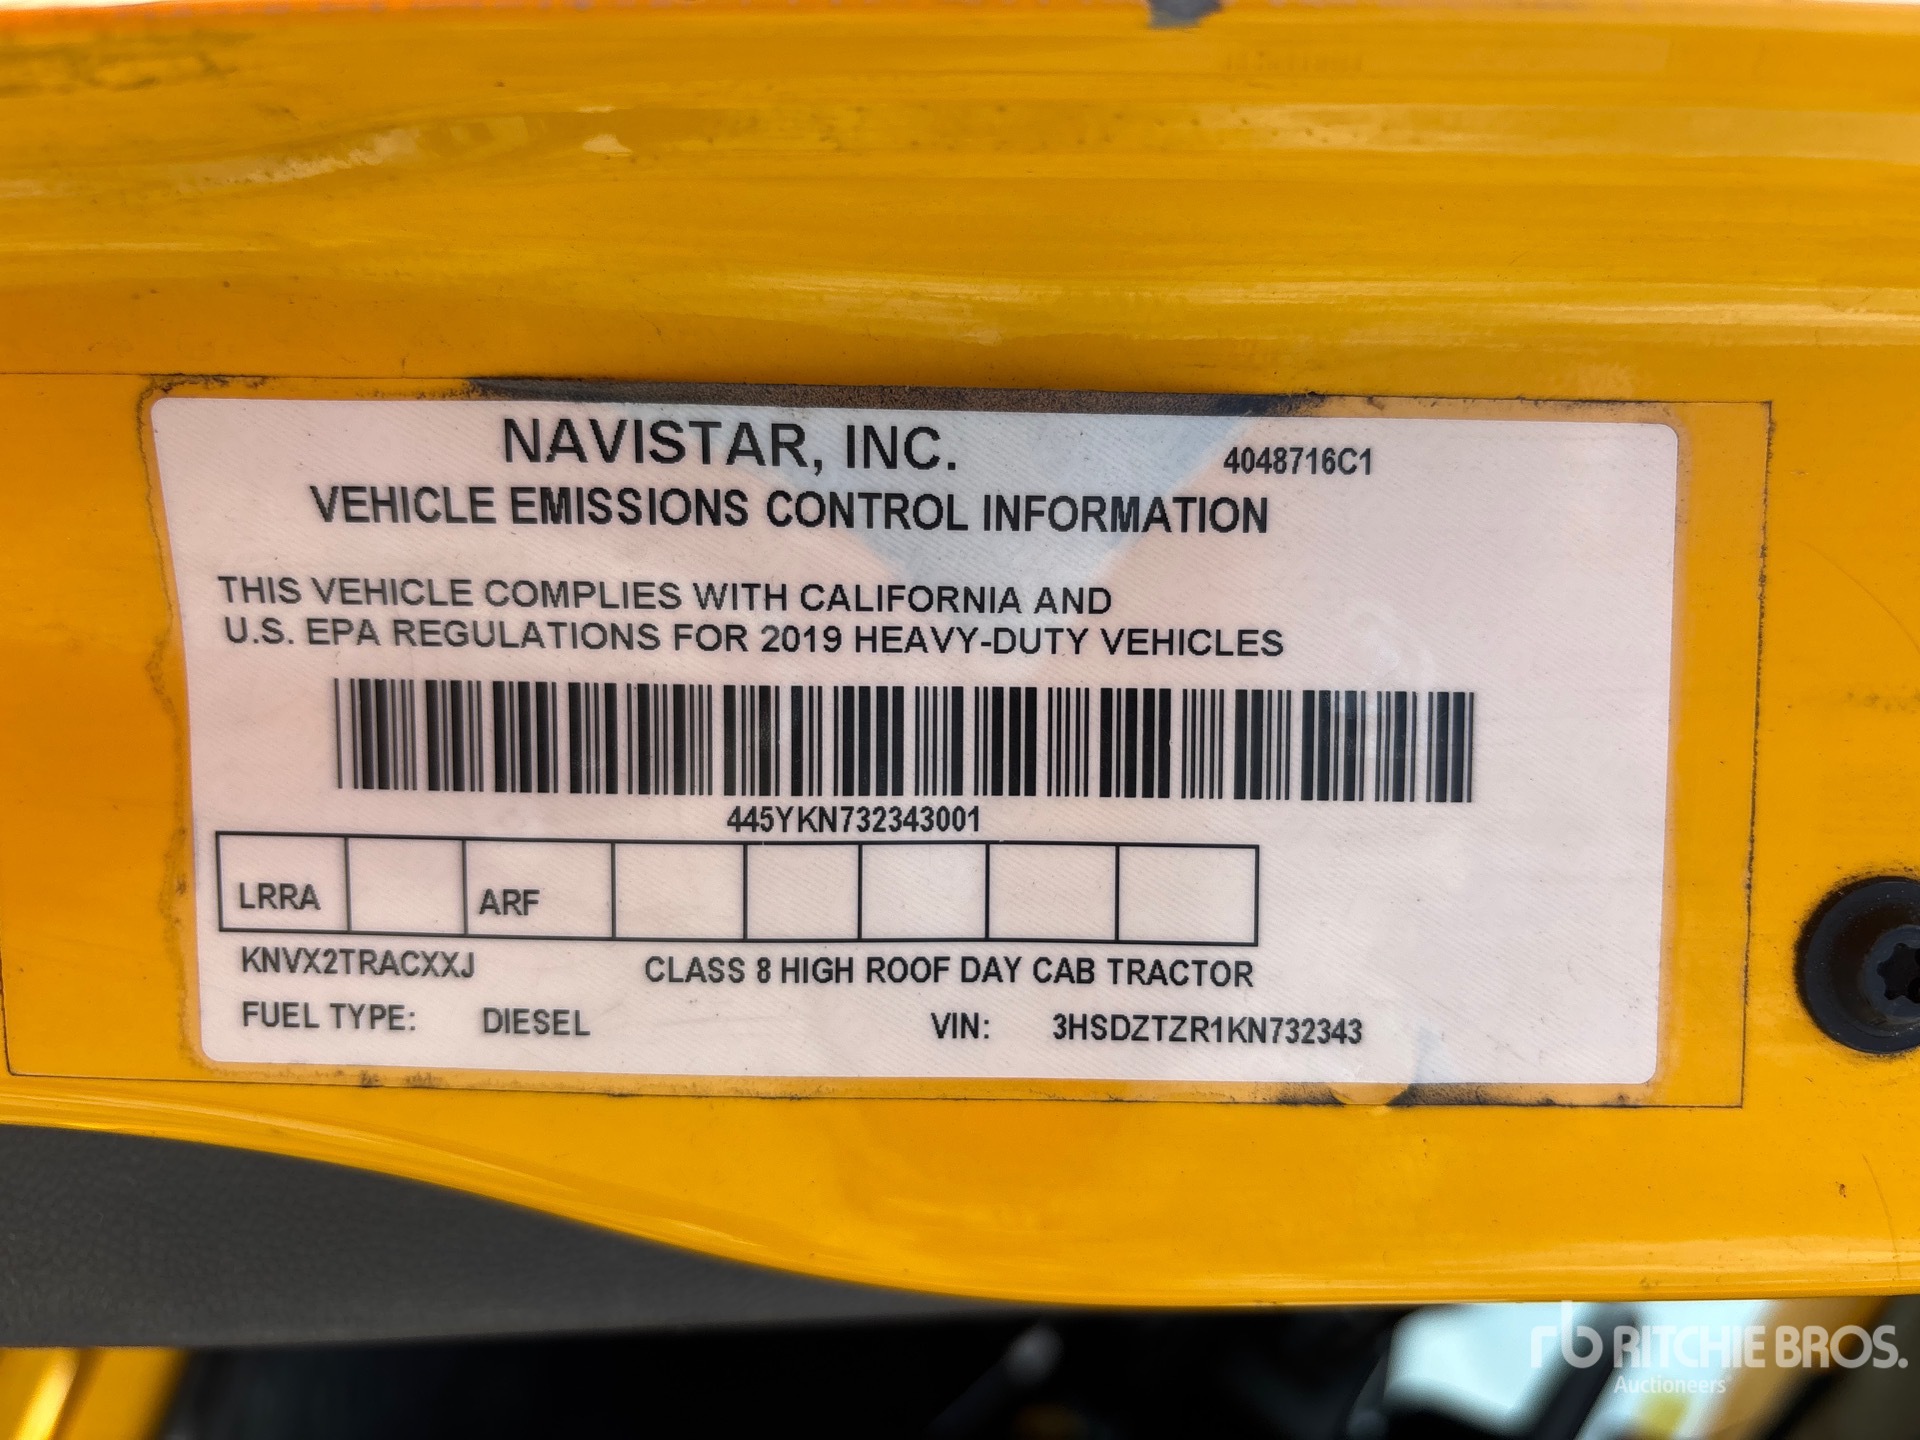 NAVISTAR, INC.
4048716C1
VEHICLE EMISSIONS CONTROL INFORMATION
THIS VEHICLE COMPLIES WITH CALIFORNIA AND
U.S. EPA REGULATIONS FOR 2019 HEAVY-DUTY VEHICLES
445YKN732343001
LRRA ARF
KNVX2TRACXXJ CLASS 8 HIGH ROOF DAY CAB TRACTOR
FUEL TYPE: DIESEL VIN: 3HSDZTZR1KN732343
rb RITCHIE BROS.
Auctioneers